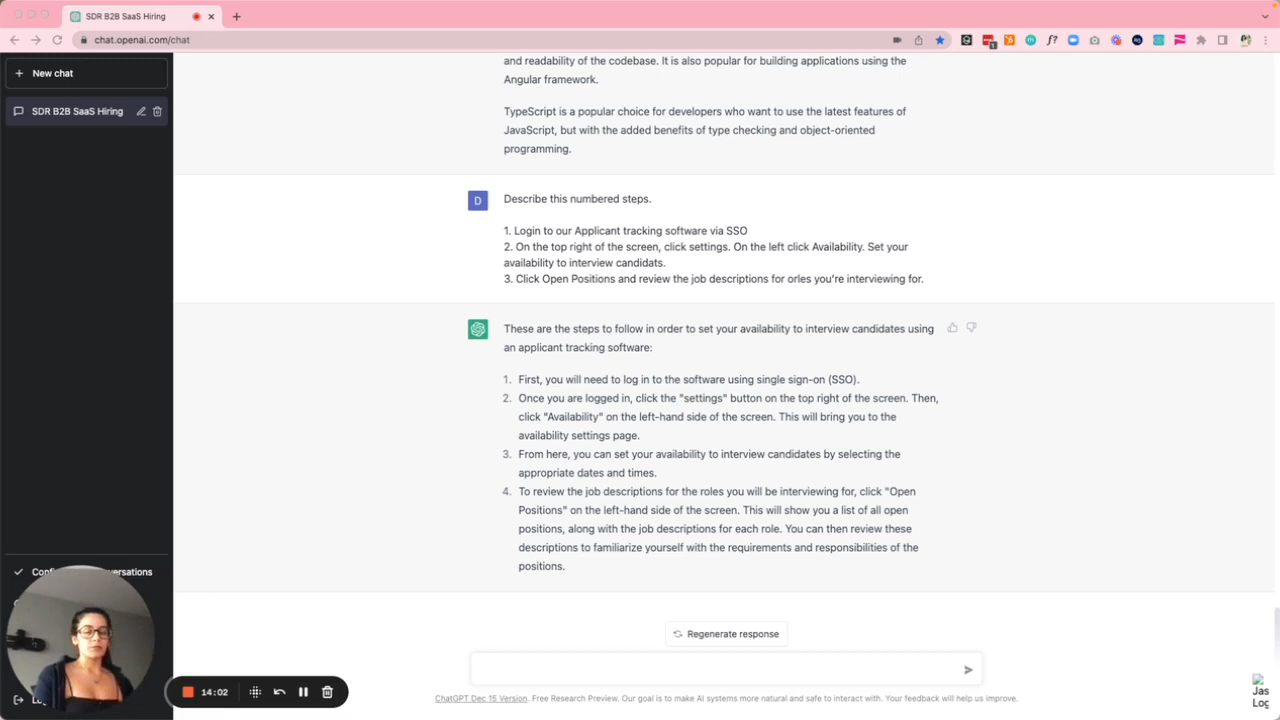 SDR B2B SaaS Hiring
chat.openai.com/chat
New chat
SDR B2B SaaS Hiring
and readability of the codebase. It is also popular for building applications using the
Angular framework.
TypeScript is a popular choice for developers who want to use the latest features of
JavaScript, but with the added benefits of type checking and object-oriented
programming.
D
Describe this numbered steps.
1. Login to our Applicant tracking software via SSO
2. On the top right of the screen, click settings. On the left click Availability. Set your
availability to interview candidats.
3. Click Open Positions and review the job descriptions for orles you're interviewing for.
These are the steps to follow in order to set your availability to interview candidates using
an applicant tracking software:
1. First, you will need to log in to the software using single sign-on (SSO).
2. Once you are logged in, click the "settings" button on the top right of the screen. Then,
click "Availability" on the left-hand side of the screen. This will bring you to the
availability settings page.
3. From here, you can set your availability to interview candidates by selecting the
appropriate dates and times.
4. To review the job descriptions for the roles you will be interviewing for, click "Open
Positions" on the left-hand side of the screen. This will show you a list of all open
positions, along with the job descriptions for each role. You can then review these
descriptions to familiarize yourself with the requirements and responsibilities of the
positions.
Regenerate response
14:02
ChatGPT Dec 15 Version. Free Research Preview. Our goal is to make AI systems more natural and safe to interact with. Your feedback will help us improve.